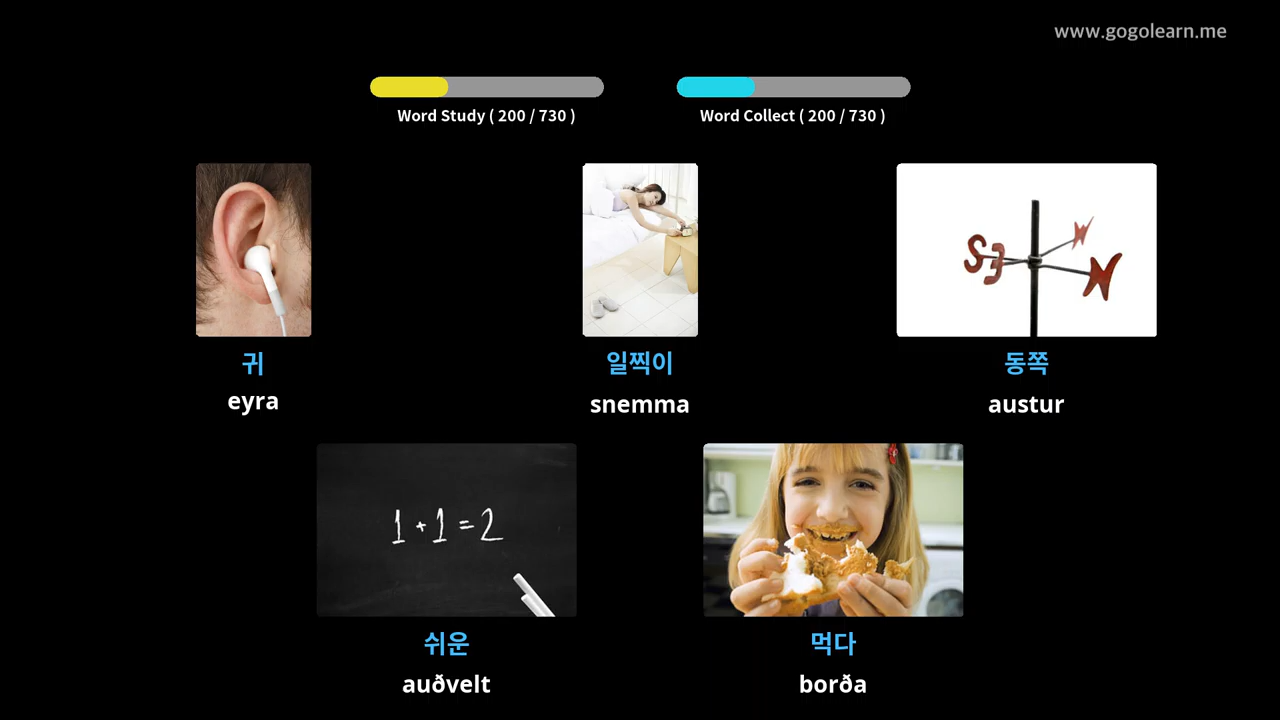 www.gogolearn.me
Word Study ( 200 / 730 )
Word Collect ( 200 / 730 )
귀
eyra
일찍이
snemma
동쪽
austur
1 + 1 = 2
쉬운
auðvelt
먹다
borða